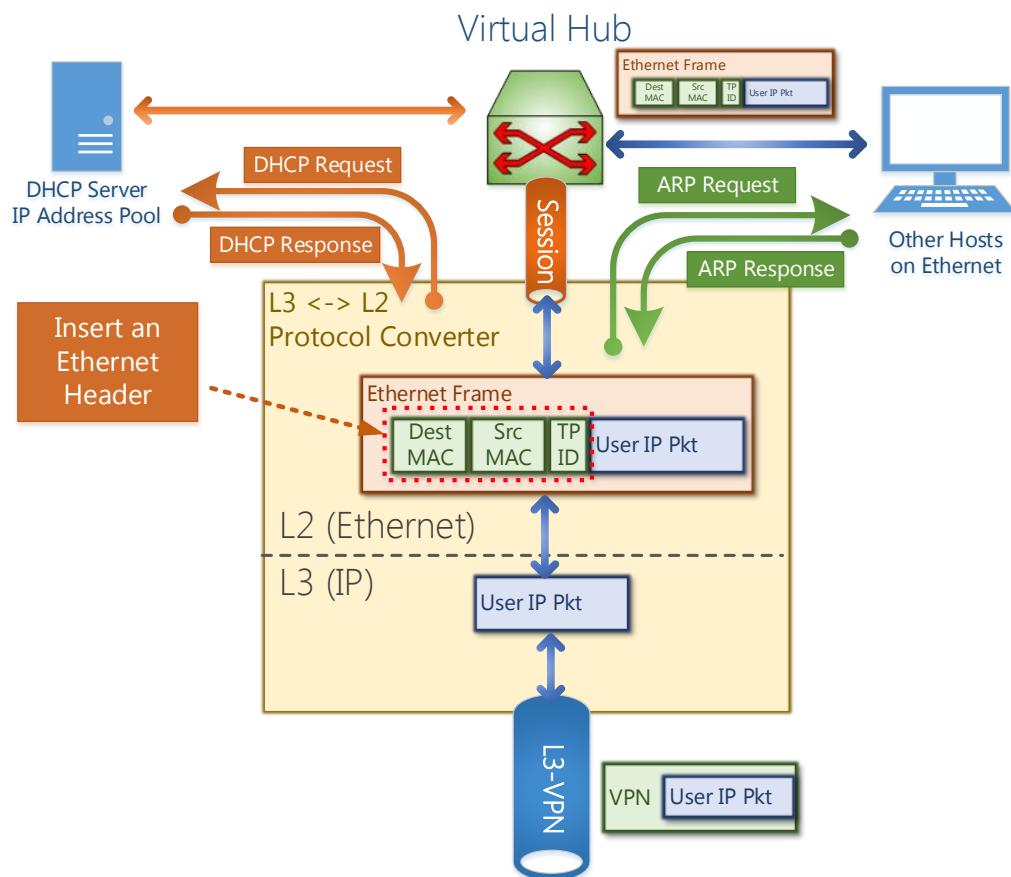 Virtual Hub
Ethernet Frame
Dest
MAC
Src
MAC
TP
ID
User IP Pkt
DHCP Server
IP Address Pool
DHCP Request
DHCP Response
Session
ARP Request
ARP Response
Other Hosts
on Ethernet
L3 <-> L2
Protocol Converter
Insert an
Ethernet
Header
Ethernet Frame
Dest
MAC
Src
MAC
TP
ID
User IP Pkt
L2 (Ethernet)
L3 (IP)
User IP Pkt
L3-VPN
VPN
User IP Pkt